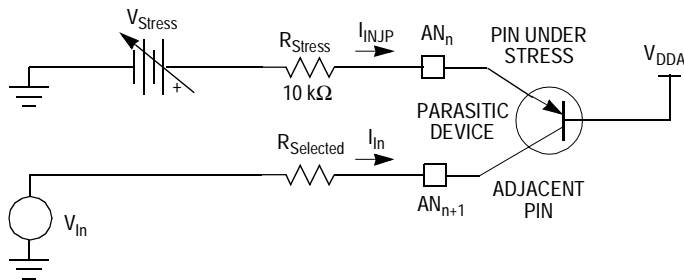 V_Stress
+
R_Stress
10 kΩ
I_INJP
AN_n
PIN UNDER
STRESS
V_DDA
PARASITIC
DEVICE
R_Selected
I_In
AN_n+1
ADJACENT
PIN
V_In